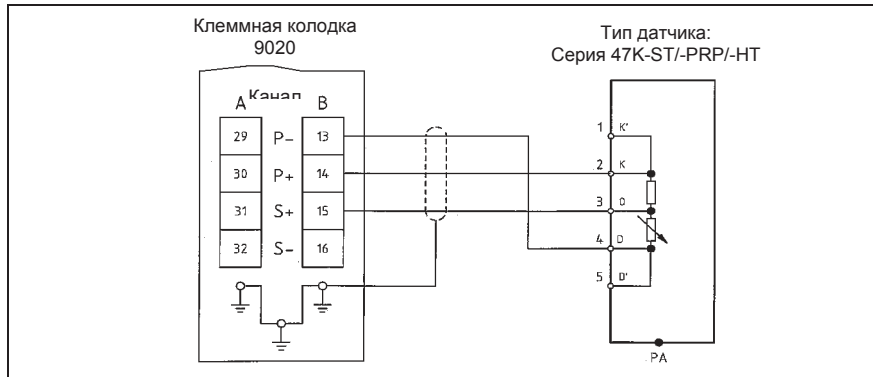 Клеммная колодка
9020
Тип датчика:
Серия 47K-ST/-PRP/-HT
Канал
A B
29 P- 13
30 P+ 14
31 S+ 15
32 S- 16
1 K'
2 K
3 0
4 D
5 D'
PA